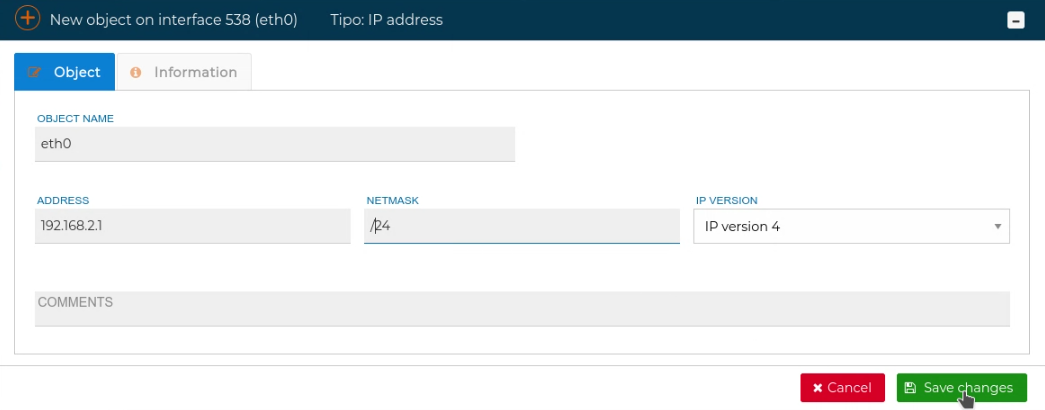 New object on interface 538 (eth0) Tipo: IP address
Object Information
OBJECT NAME
eth0
ADDRESS NETMASK IP VERSION
192.168.2.1 /24 IP version 4
COMMENTS
Cancel Save changes